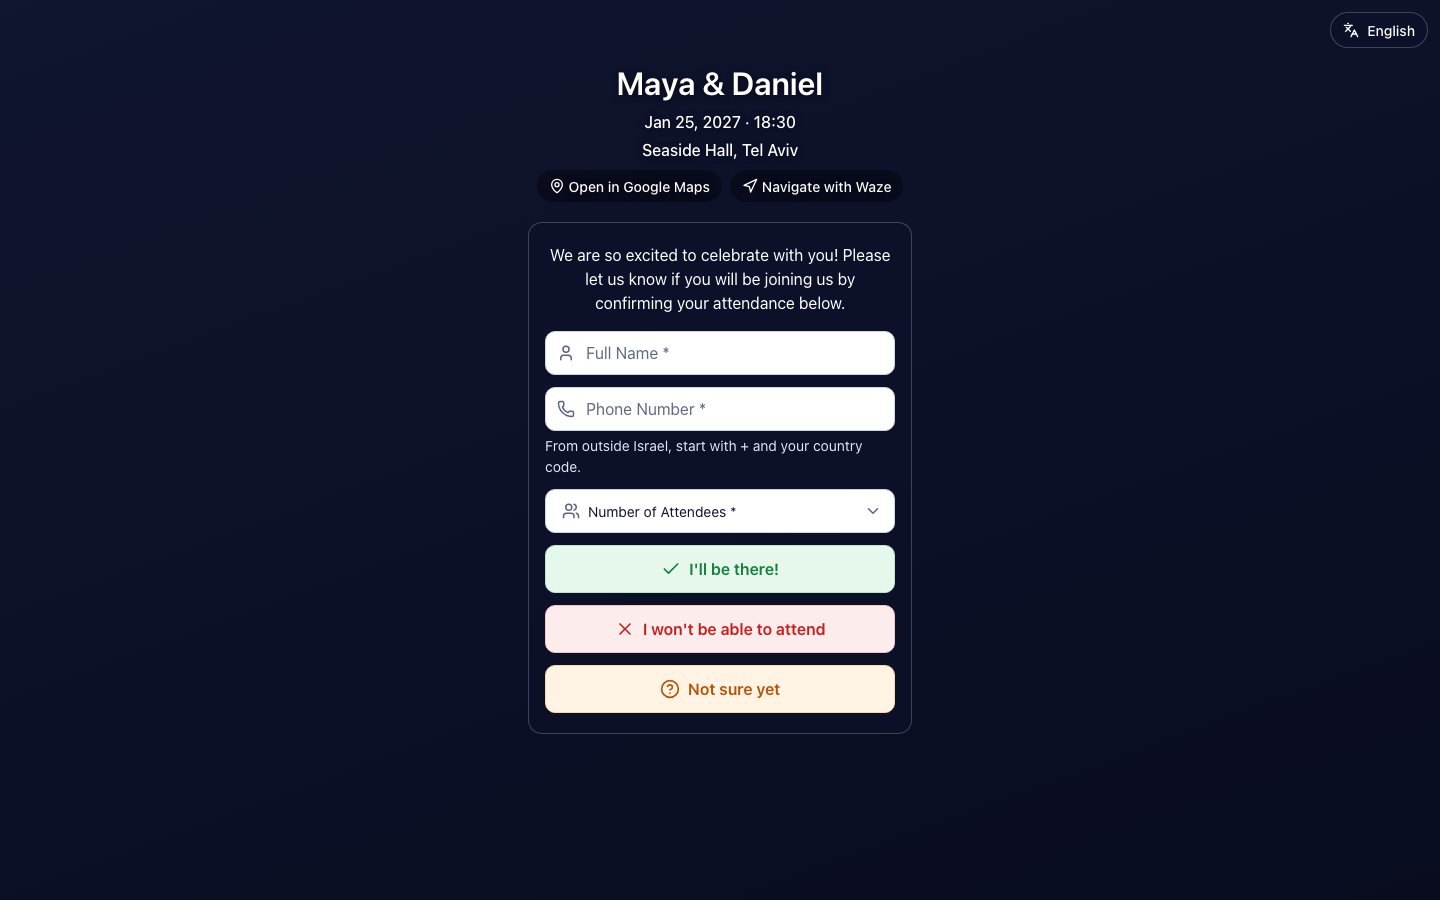 English
Maya & Daniel
Jan 25, 2027 · 18:30
Seaside Hall, Tel Aviv
Open in Google Maps
Navigate with Waze
We are so excited to celebrate with you! Please
let us know if you will be joining us by
confirming your attendance below.
Full Name *
Phone Number *
From outside Israel, start with + and your country
code.
Number of Attendees *
I'll be there!
I won't be able to attend
Not sure yet